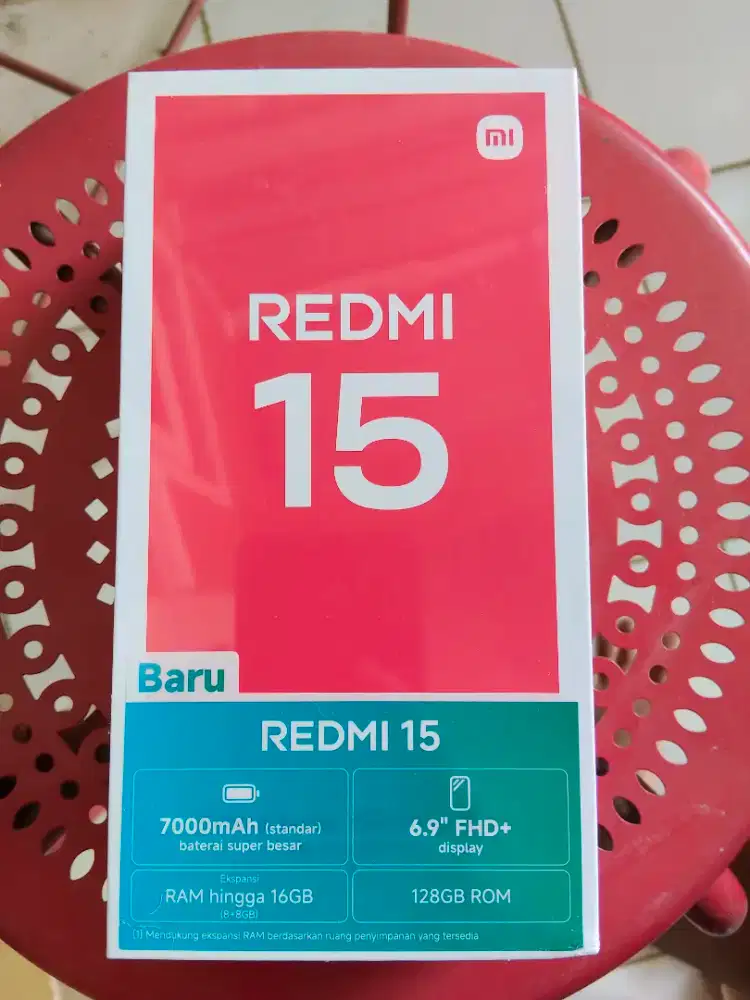 mi
REDMI
15
Baru
REDMI 15
7000mAh (standar)
baterai super besar
6.9" FHD+
display
Ekspansi
RAM hingga 16GB
(8+8GB)
128GB ROM
(1) Mendukung ekspansi RAM berdasarkan ruang penyimpanan yang tersedia